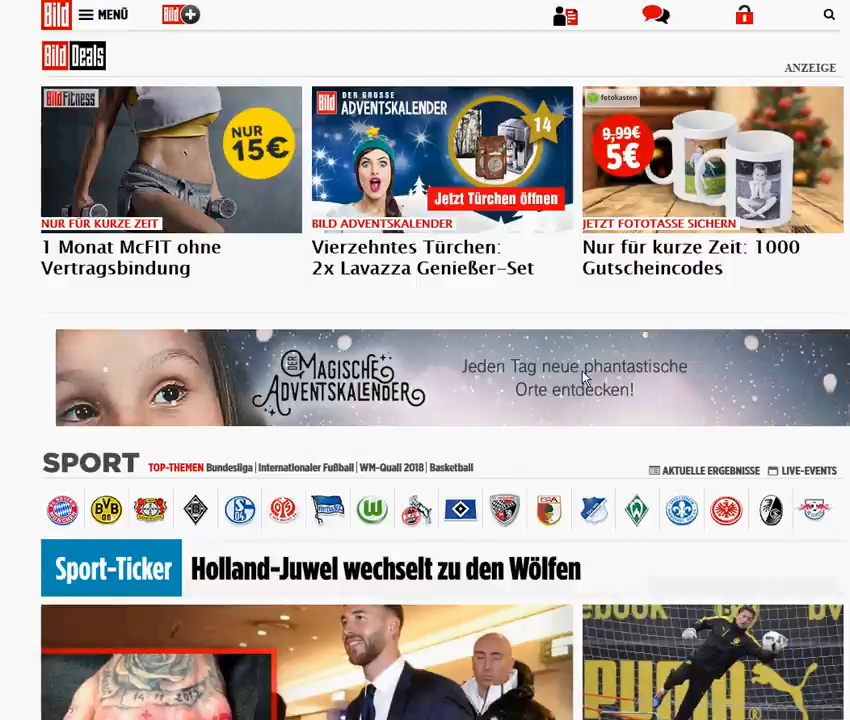 Bild
MENÜ
Bild
Bild Deals
ANZEIGE
BildFitness
NUR
15€
NUR FÜR KURZE ZEIT
1 Monat McFIT ohne
Vertragsbindung
Bild
DER GROSSE
ADVENTSKALENDER
14
Jetzt Türchen öffnen
BILD ADVENTSKALENDER
Vierzehntes Türchen:
2x Lavazza Genießer-Set
fotokasten
9,99€
5€
JETZT FOTOTASSE SICHERN
Nur für kurze Zeit: 1000
Gutscheincodes
DER MAGISCHE
ADVENTSKALENDER
Jeden Tag neue phantastische
Orte entdecken!
SPORT TOP-THEMEN Bundesliga | Internationaler Fußball | WM-Quali 2018 | Basketball
AKTUELLE ERGEBNISSE LIVE-EVENTS
Sport-Ticker Holland-Juwel wechselt zu den Wölfen
PUMA